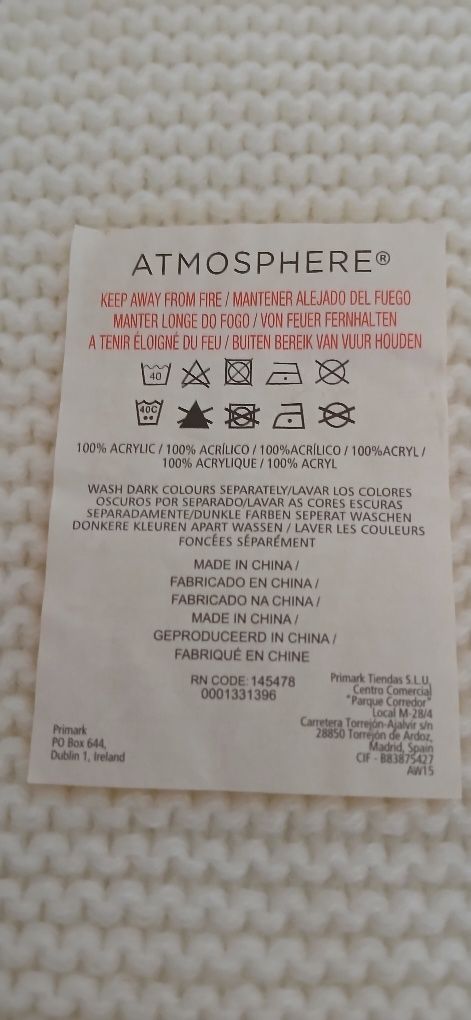 ATMOSPHERE®
KEEP AWAY FROM FIRE / MANTENER ALEJADO DEL FUEGO
MANTER LONGE DO FOGO / VON FEUER FERNHALTEN
A TENIR ÉLOIGNÉ DU FEU / BUITEN BEREIK VAN VUUR HOUDEN
40
40C
100% ACRYLIC / 100% ACRÍLICO / 100%ACRÍLICO / 100%ACRYL /
100% ACRYLIQUE / 100% ACRYL
WASH DARK COLOURS SEPARATELY/LAVAR LOS COLORES
OSCUROS POR SEPARADO/LAVAR AS CORES ESCURAS
SEPARADAMENTE/DUNKLE FARBEN SEPERAT WASCHEN
DONKERE KLEUREN APART WASSEN / LAVER LES COULEURS
FONCÉES SÉPARÉMENT
MADE IN CHINA /
FABRICADO EN CHINA /
FABRICADO NA CHINA /
MADE IN CHINA /
GEPRODUCEERD IN CHINA /
FABRIQUÉ EN CHINE
RN CODE: 145478
0001331396
Primark
PO Box 644,
Dublin 1, Ireland
Primark Tiendas S.L.U,
Centro Comercial
"Parque Corredor"
Local M-28/4
Carretera Torrejón-Ajalvir s/n
28850 Torrejón de Ardoz,
Madrid, Spain
CIF - B83875427
AW15